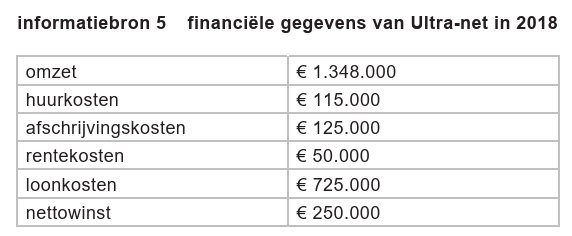 informatiebron 5 financiële gegevens van Ultra-net in 2018
omzet € 1.348.000
huurkosten € 115.000
afschrijvingskosten € 125.000
rentekosten € 50.000
loonkosten € 725.000
nettowinst € 250.000